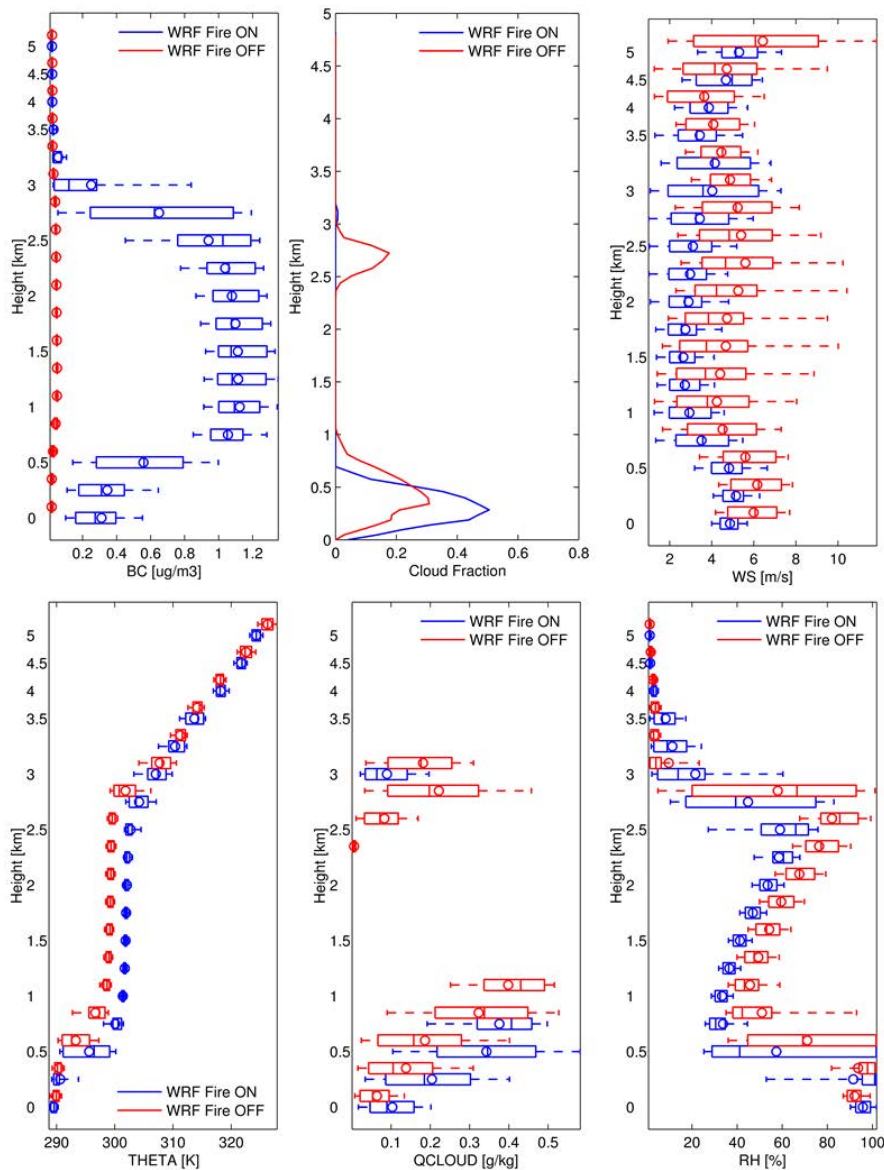 WRF Fire ON
WRF Fire OFF
5
4.5
4
3.5
3
2.5
2
1.5
1
0.5
0
Height [km]
0.2 0.4 0.6 0.8 1 1.2
BC [ug/m3]
WRF Fire ON
WRF Fire OFF
5
4.5
4
3.5
3
2.5
2
1.5
1
0.5
0
Height [km]
0 0.2 0.4 0.6 0.8
Cloud Fraction
5
4.5
4
3.5
3
2.5
2
1.5
1
0.5
0
Height [km]
2 4 6 8 10
WS [m/s]
WRF Fire ON
WRF Fire OFF
5
4.5
4
3.5
3
2.5
2
1.5
1
0.5
0
Height [km]
290 300 310 320
THETA [K]
WRF Fire ON
WRF Fire OFF
5
4.5
4
3.5
3
2.5
2
1.5
1
0.5
0
Height [km]
0.1 0.2 0.3 0.4 0.5
QCLOUD [g/kg]
WRF Fire ON
WRF Fire OFF
5
4.5
4
3.5
3
2.5
2
1.5
1
0.5
0
Height [km]
20 40 60 80 100
RH [%]